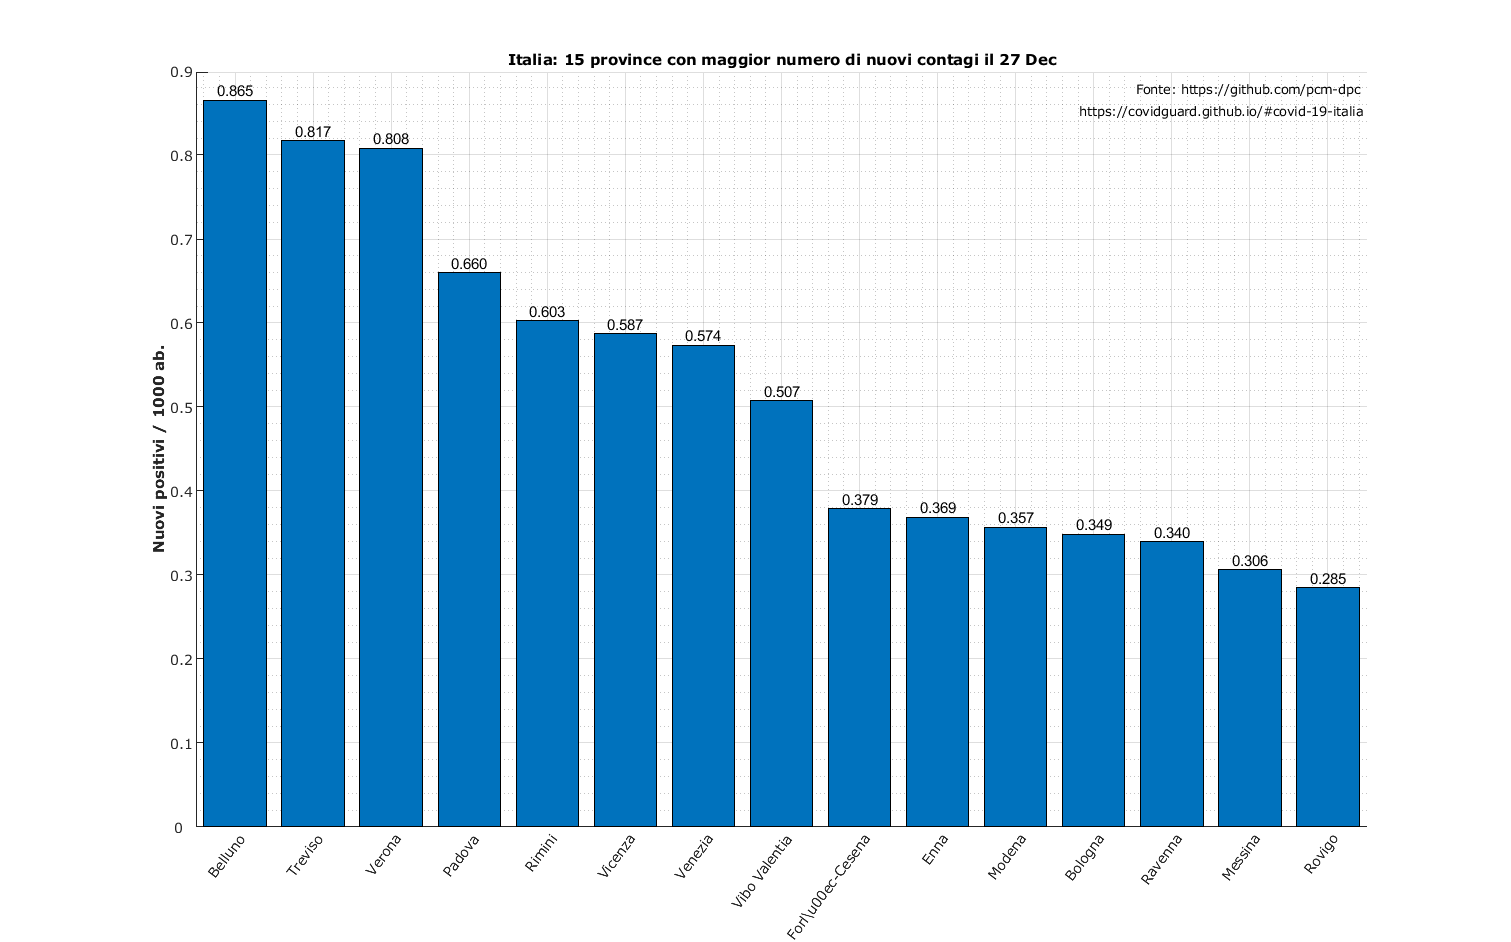 Italia: 15 province con maggior numero di nuovi contagi il 27 Dec
Fonte: https://github.com/pcm-dpc
https://covidguard.github.io/#covid-19-italia
Nuovi positivi / 1000 ab.
0.9
0.8
0.7
0.6
0.5
0.4
0.3
0.2
0.1
0
0.865
0.817
0.808
0.660
0.603
0.587
0.574
0.507
0.379
0.369
0.357
0.349
0.340
0.306
0.285
Belluno
Treviso
Verona
Padova
Rimini
Vicenza
Venezia
Vibo Valentia
Forl\u00ec-Cesena
Enna
Modena
Bologna
Ravenna
Messina
Rovigo